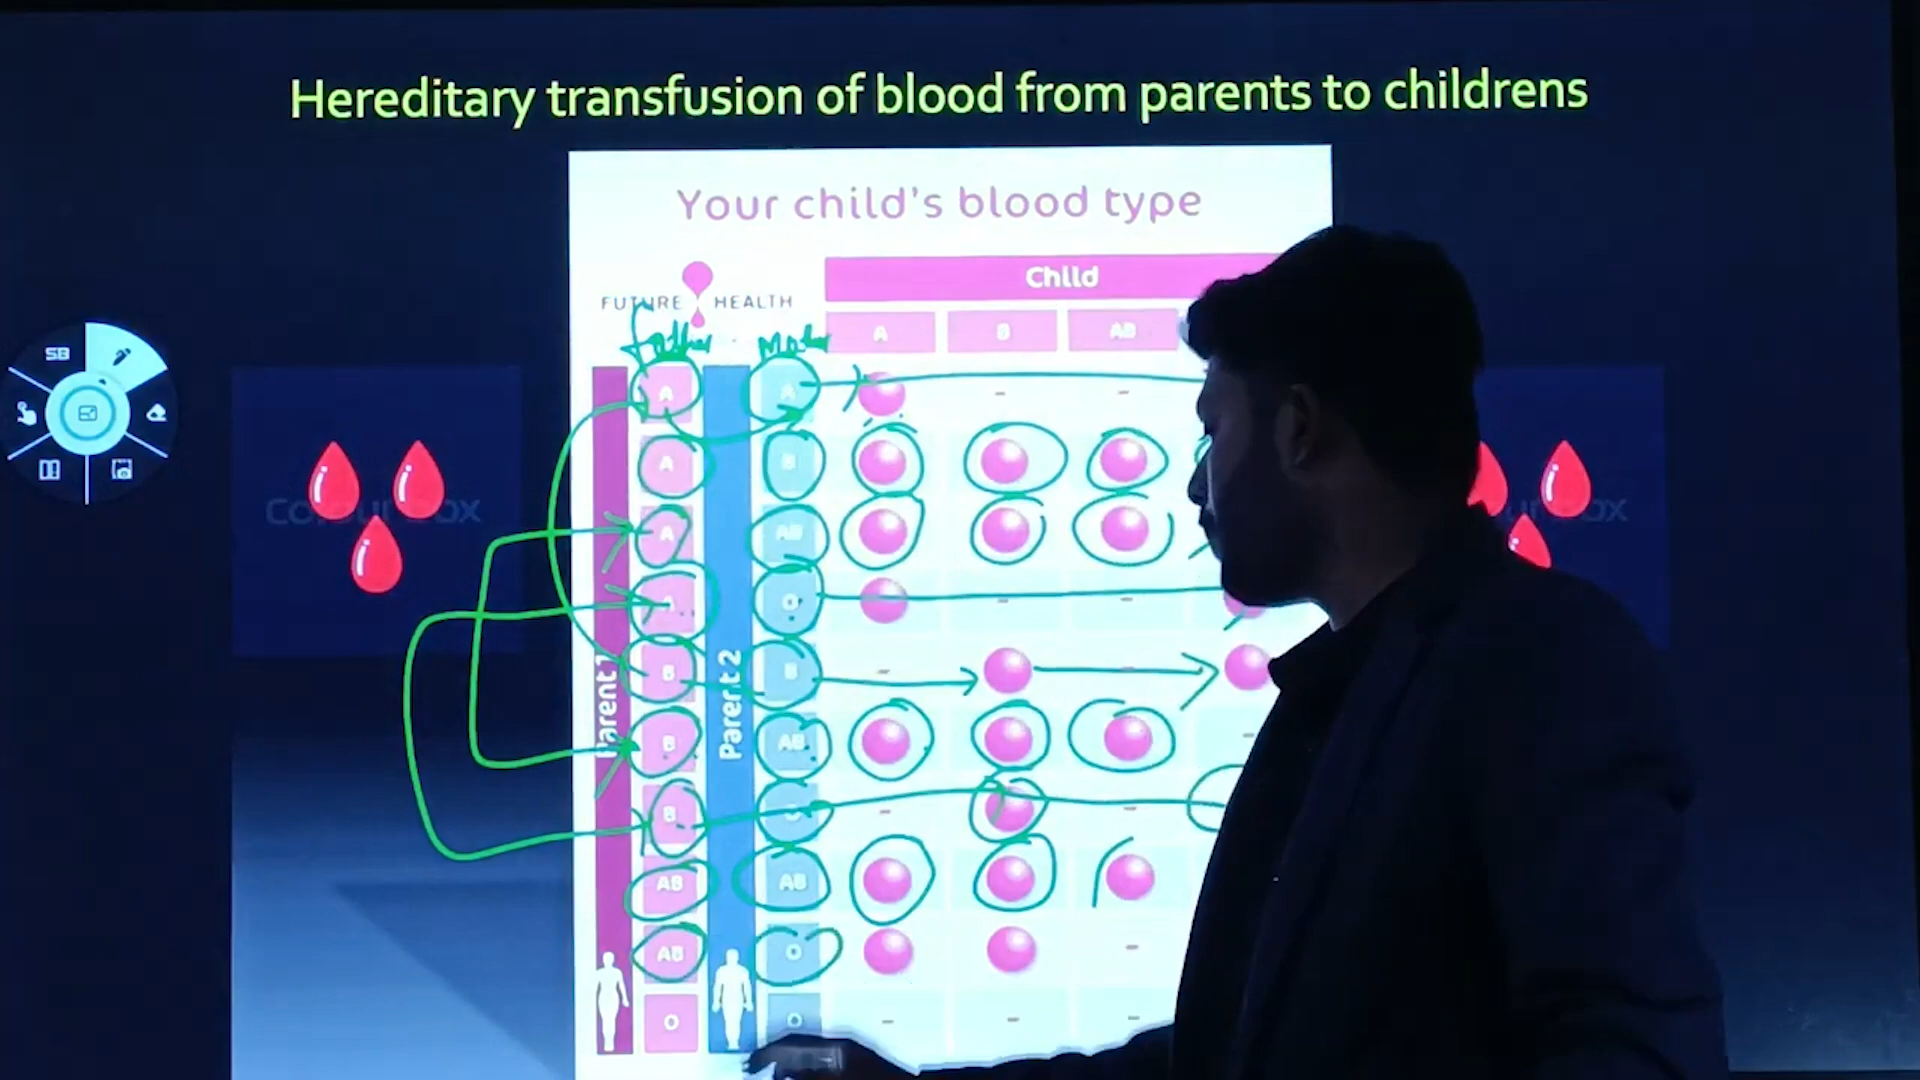 Hereditary transfusion of blood from parents to childrens
Your child's blood type
FUTURE HEALTH
Child
A B AB
Father Mother
SB
Parent 1
Parent 2
A A
A B
A AB
A O
B B
B AB
B O
AB AB
AB O
O O